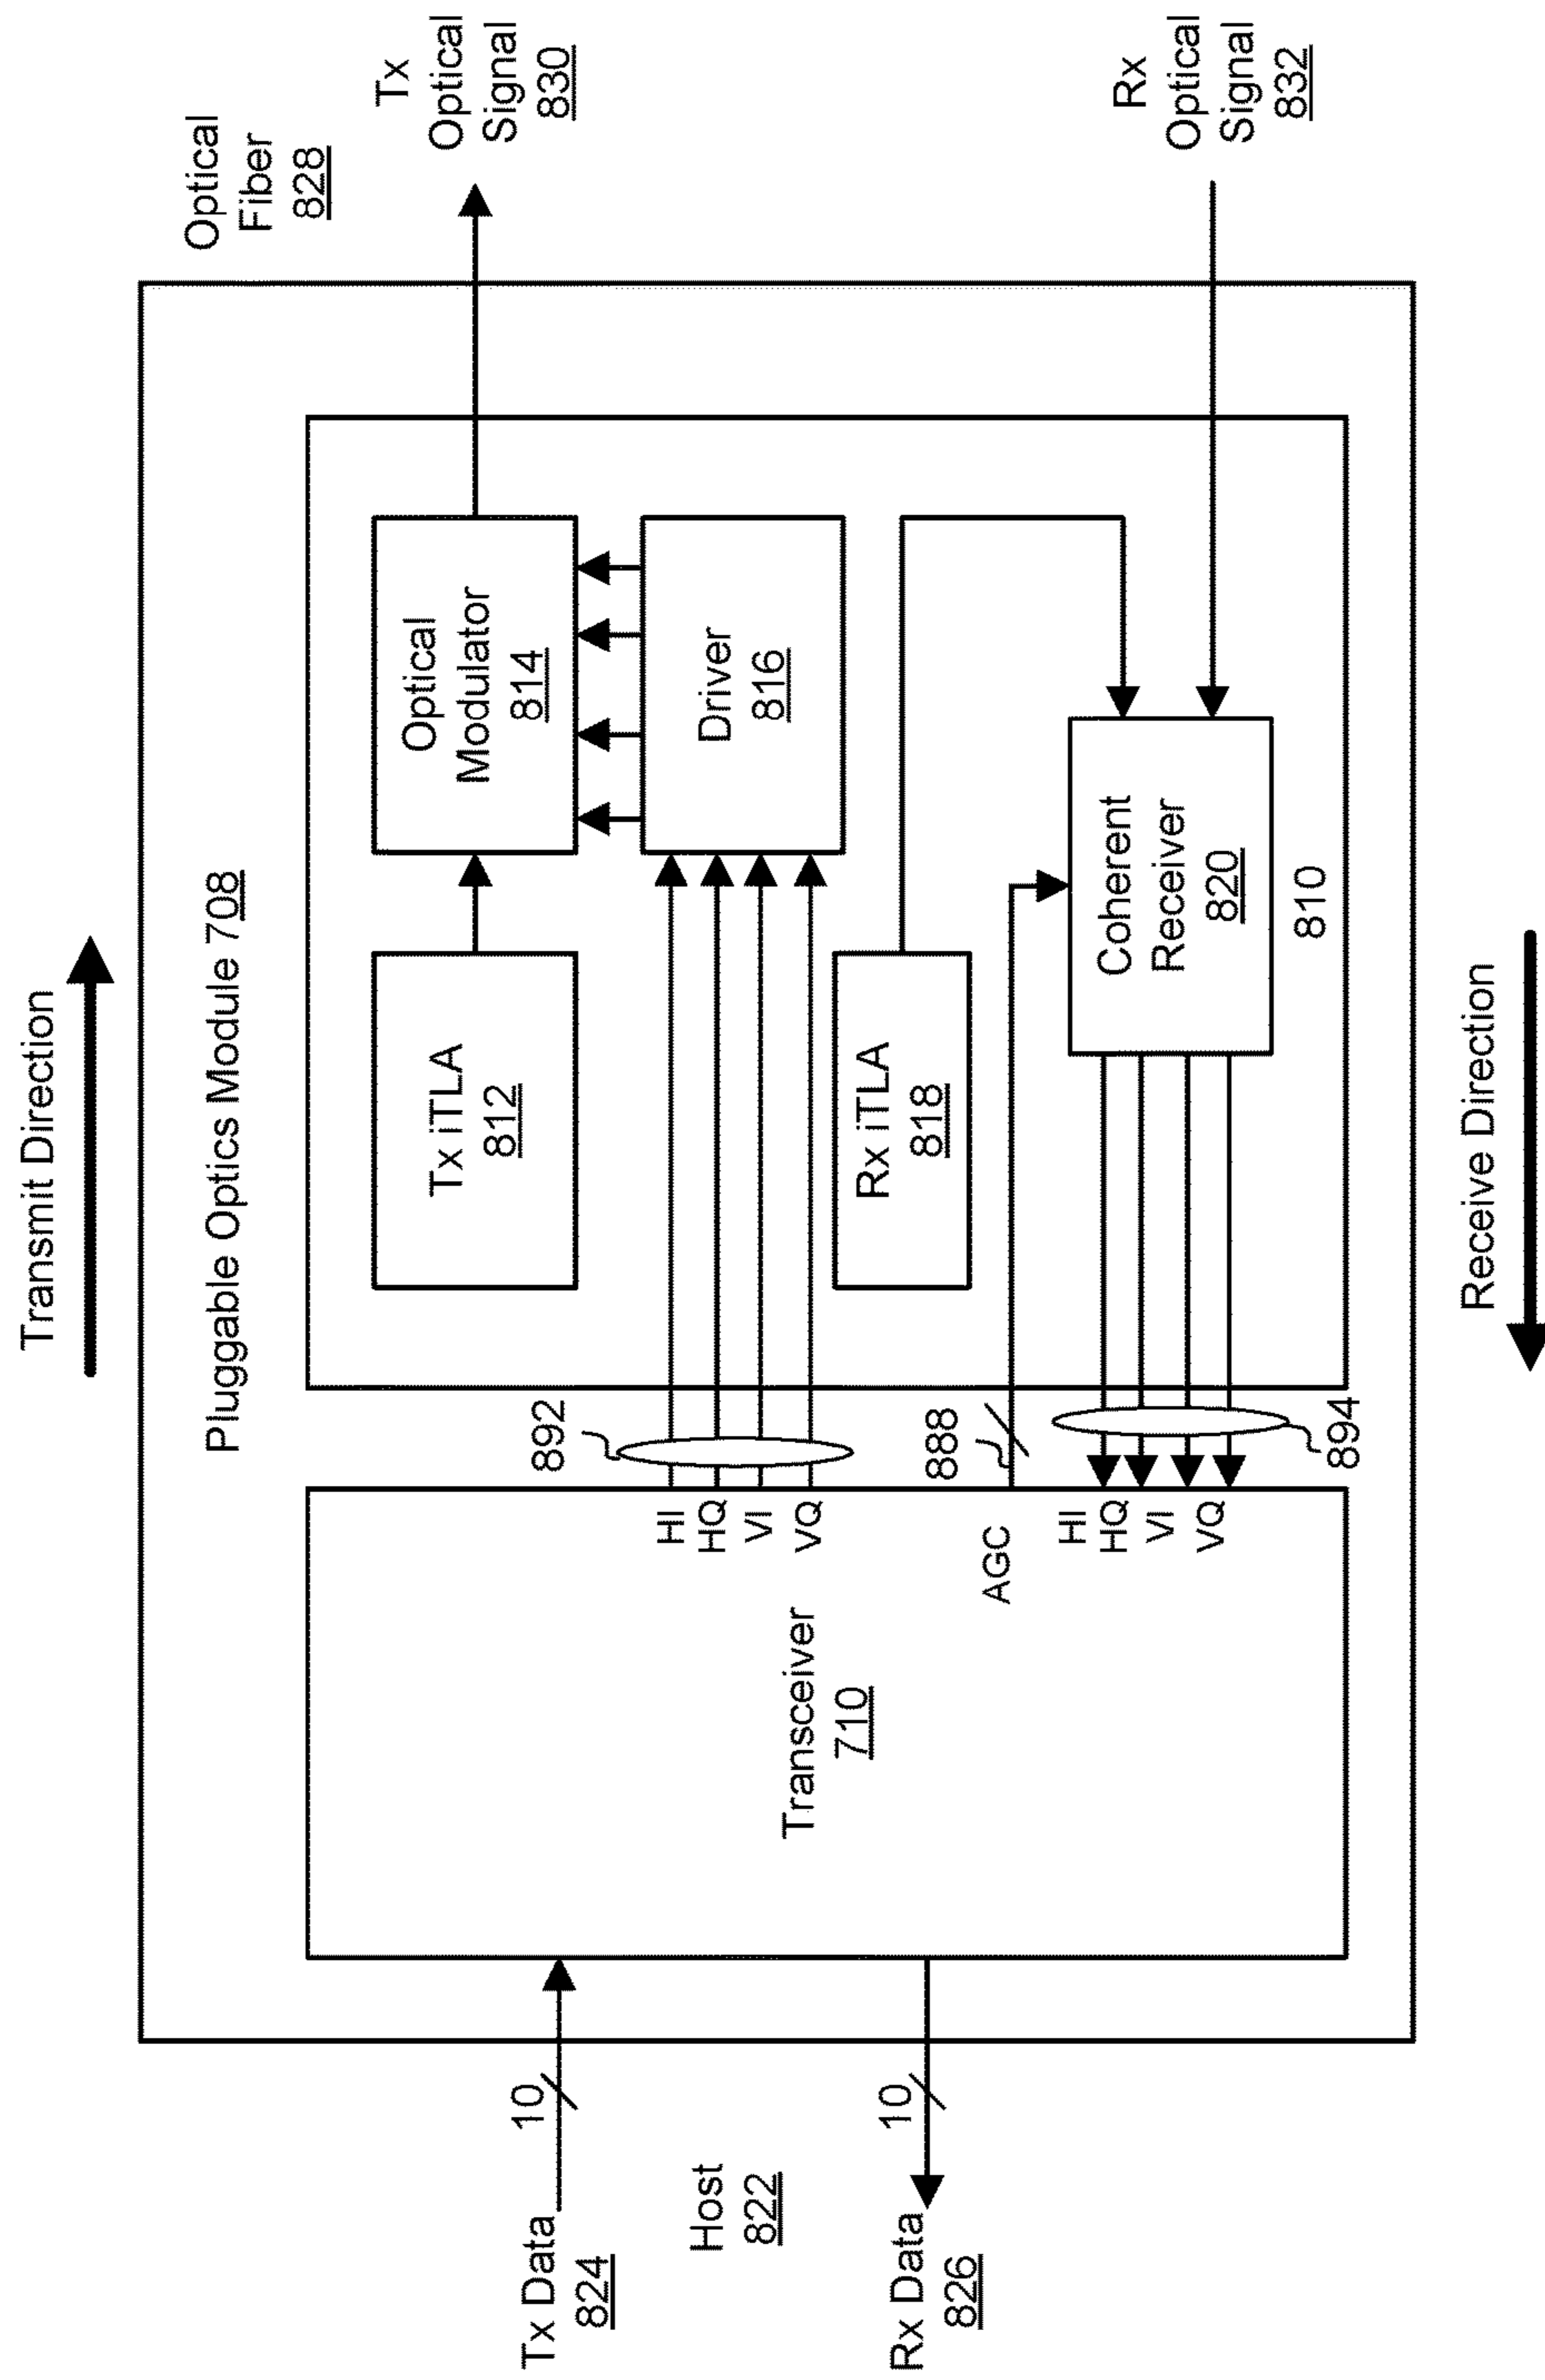 Transmit Direction
Pluggable Optics Module 708
Optical
Fiber
828
Tx
Optical
Signal
830
Tx iTLA
812
Optical
Modulator
814
Driver
816
892
HI
HQ
VI
VQ
Tx Data
824
10
Host
822
Rx Data
826
10
Transceiver
710
Rx iTLA
818
AGC
888
HI
HQ
VI
VQ
894
Coherent
Receiver
820
810
Rx
Optical
Signal
832
Receive Direction